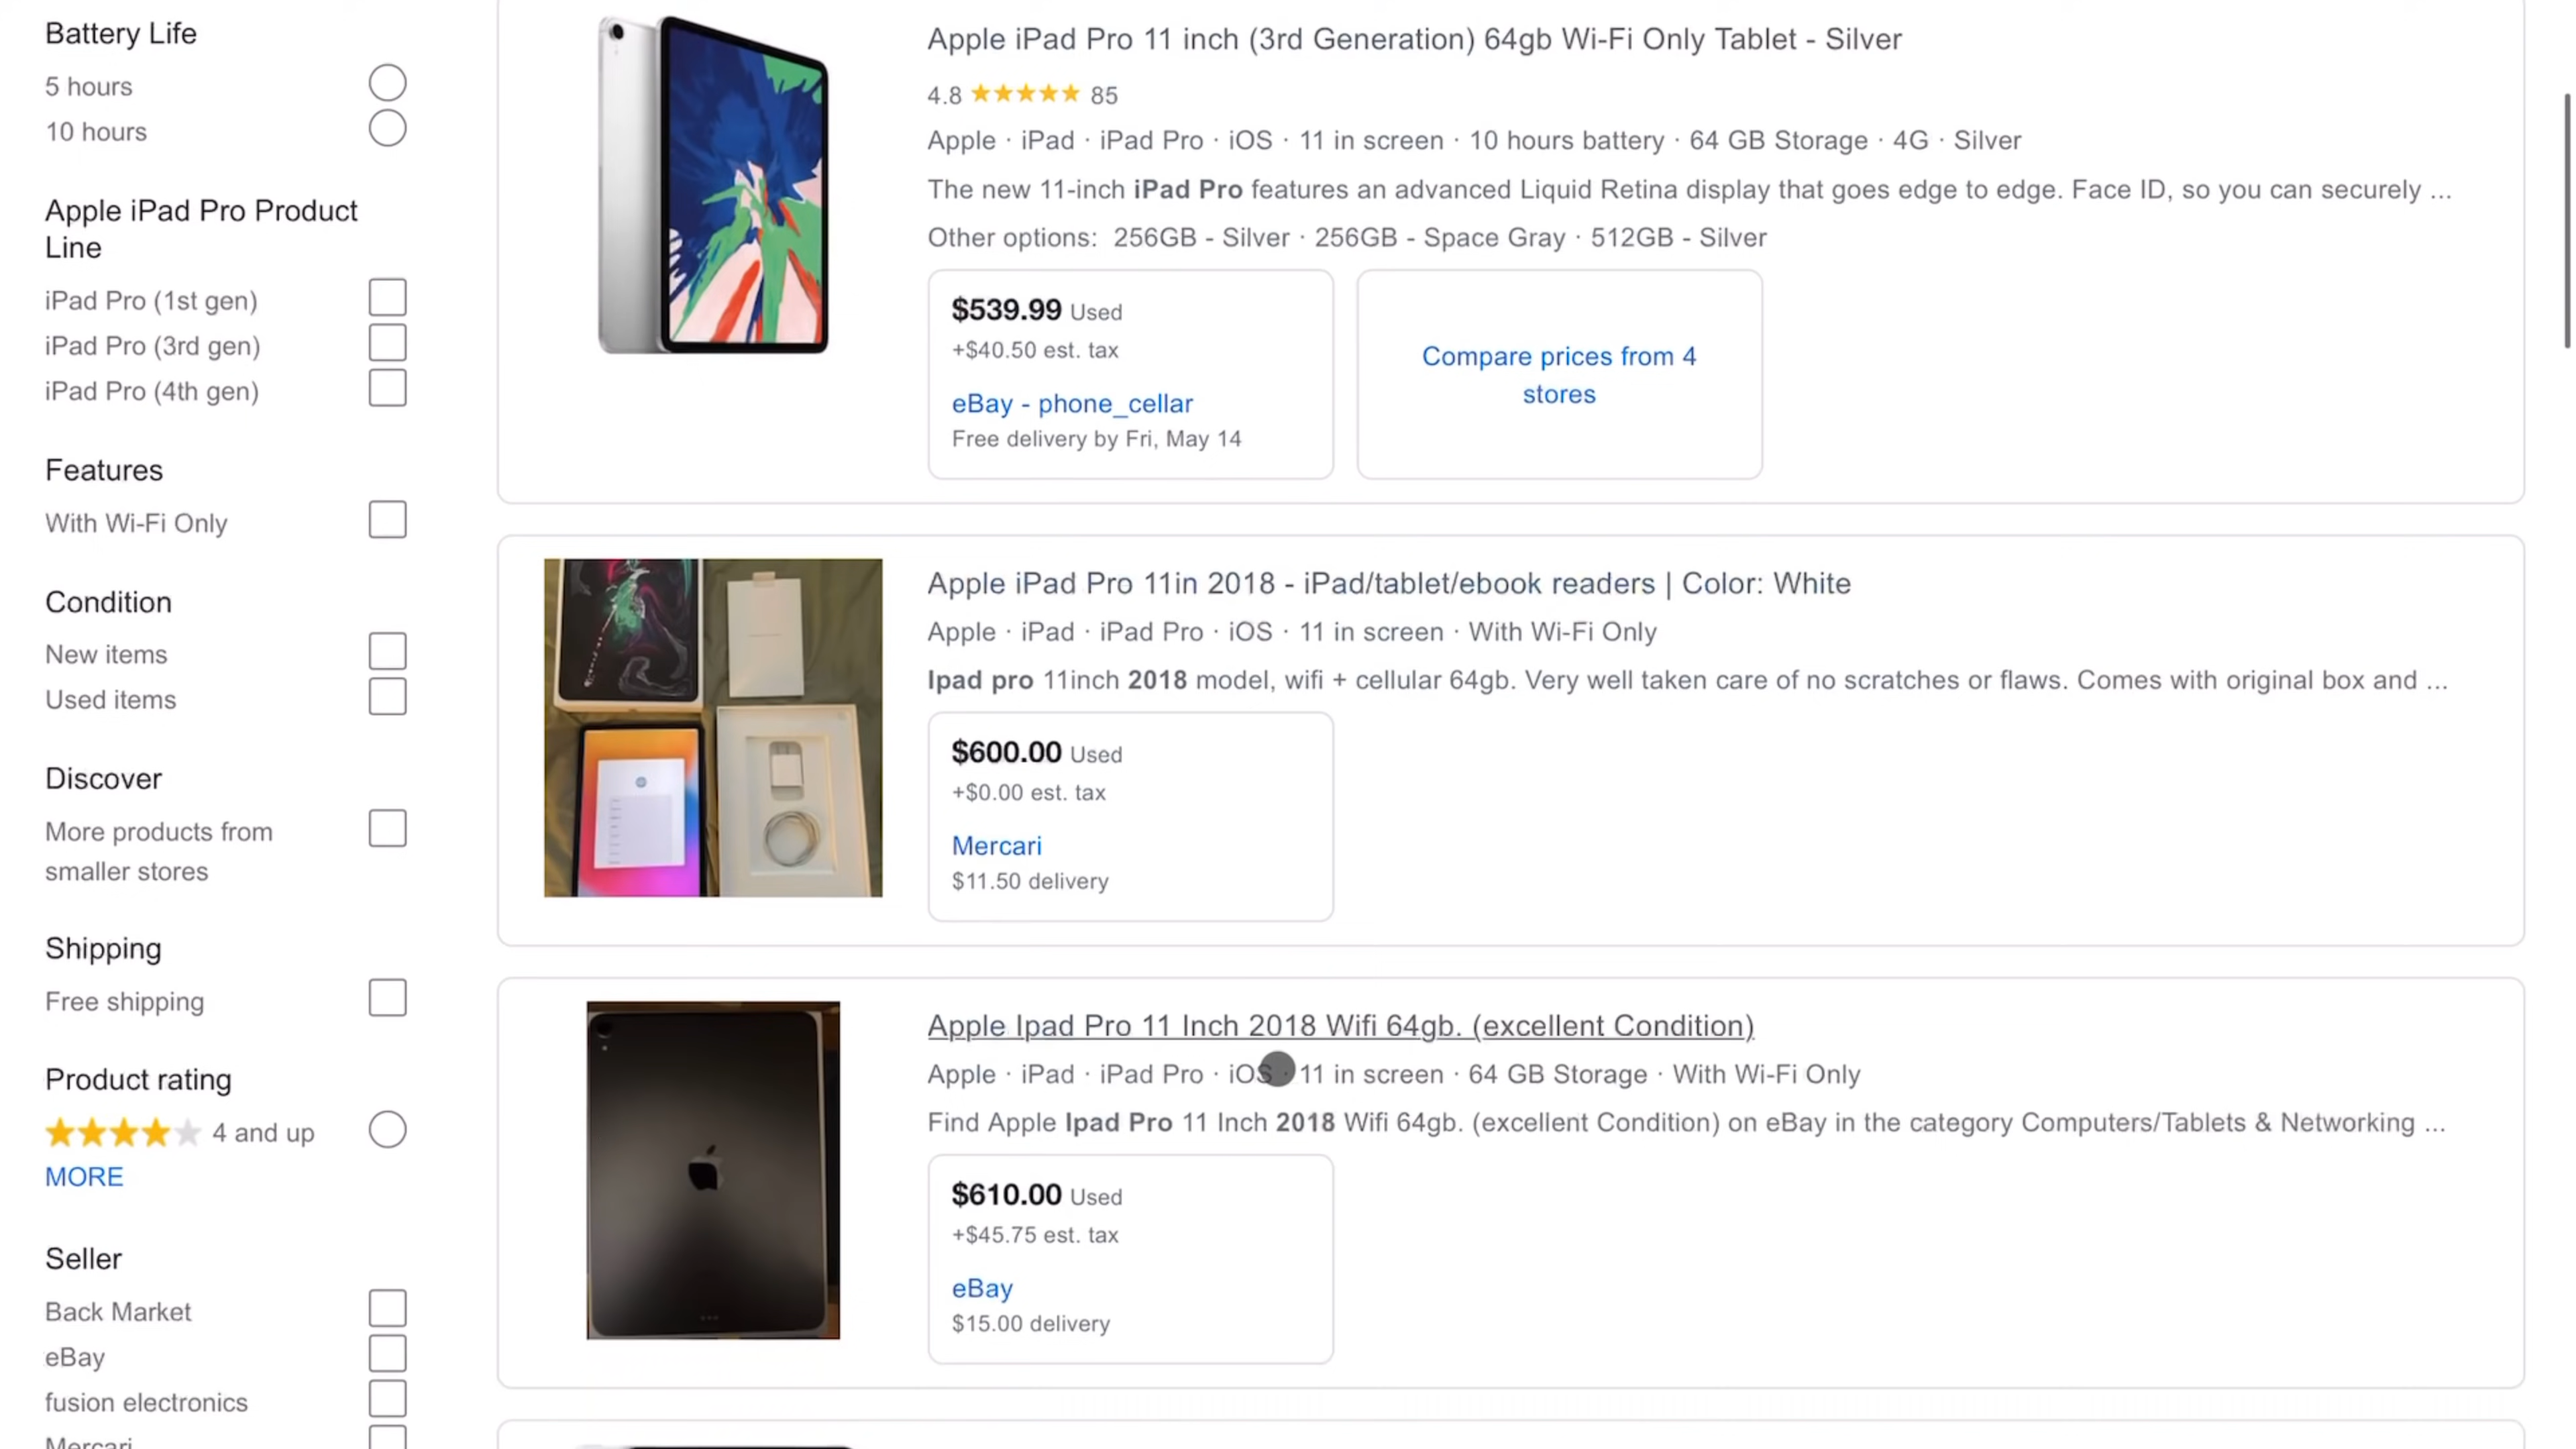 Battery Life
5 hours
10 hours
Apple iPad Pro Product
Line
iPad Pro (1st gen)
iPad Pro (3rd gen)
iPad Pro (4th gen)
Features
With Wi-Fi Only
Condition
New items
Used items
Discover
More products from
smaller stores
Shipping
Free shipping
Product rating
4 and up
MORE
Seller
Back Market
eBay
fusion electronics
Mercari
Apple iPad Pro 11 inch (3rd Generation) 64gb Wi-Fi Only Tablet - Silver
4.8 ★★★★★ 85
Apple · iPad · iPad Pro · iOS · 11 in screen · 10 hours battery · 64 GB Storage · 4G · Silver
The new 11-inch iPad Pro features an advanced Liquid Retina display that goes edge to edge. Face ID, so you can securely ...
Other options: 256GB - Silver · 256GB - Space Gray · 512GB - Silver
$539.99 Used
+$40.50 est. tax
eBay - phone_cellar
Free delivery by Fri, May 14
Compare prices from 4
stores
Apple iPad Pro 11in 2018 - iPad/tablet/ebook readers | Color: White
Apple · iPad · iPad Pro · iOS · 11 in screen · With Wi-Fi Only
Ipad pro 11inch 2018 model, wifi + cellular 64gb. Very well taken care of no scratches or flaws. Comes with original box and ...
$600.00 Used
+$0.00 est. tax
Mercari
$11.50 delivery
Apple Ipad Pro 11 Inch 2018 Wifi 64gb. (excellent Condition)
Apple · iPad · iPad Pro · iOS · 11 in screen · 64 GB Storage · With Wi-Fi Only
Find Apple Ipad Pro 11 Inch 2018 Wifi 64gb. (excellent Condition) on eBay in the category Computers/Tablets & Networking ...
$610.00 Used
+$45.75 est. tax
eBay
$15.00 delivery